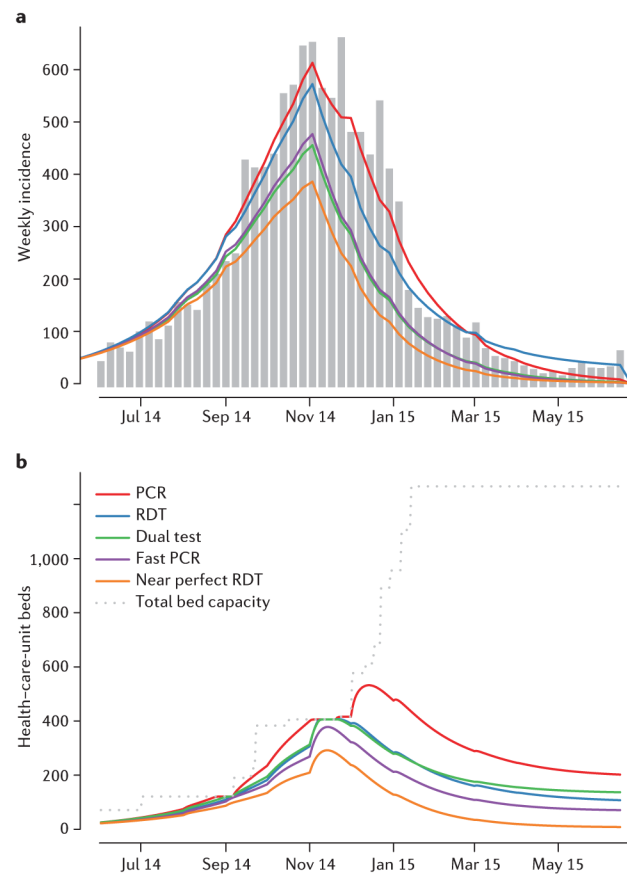 a
600
500
400
300
200
100
0
Weekly incidence
Jul 14 Sep 14 Nov 14 Jan 15 Mar 15 May 15
b
PCR
RDT
Dual test
Fast PCR
Near perfect RDT
Total bed capacity
1,000
800
600
400
200
0
Health-care-unit beds
Jul 14 Sep 14 Nov 14 Jan 15 Mar 15 May 15